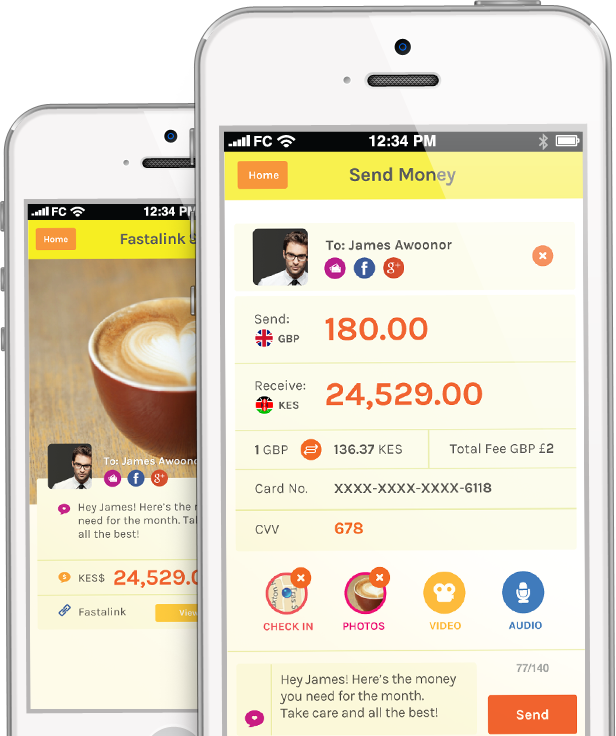 FC 12:34 PM
Home Send Money
To: James Awoonor
f g+
Send:
GBP 180.00
Receive:
KES 24,529.00
1 GBP 136.37 KES Total Fee GBP £2
Card No. XXXX-XXXX-XXXX-6118
CVV 678
CHECK IN PHOTOS VIDEO AUDIO
77/140
Hey James! Here's the money
you need for the month.
Take care and all the best!
Send
FC 12:34 PM
Home Fastalink
To: James Awoonor
f g+
Hey James! Here's the
need for the month.
all the best!
KES$ 24,529.0
Fastalink View